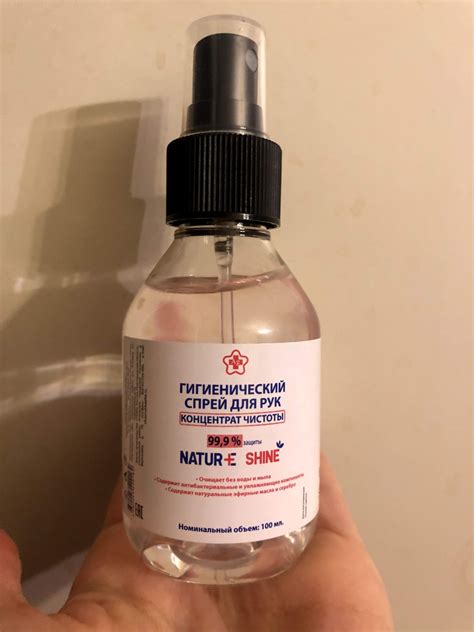 ГИГИЕНИЧЕСКИЙ
СПРЕЙ ДЛЯ РУК
КОНЦЕНТРАТ ЧИСТОТЫ
99,9 % защиты
NATUR-E SHINE
• Очищает без воды и мыла
• Содержит антибактериальные и увлажняющие компоненты
• Содержит натуральные эфирные масла и серебро
Номинальный объем: 100 мл.